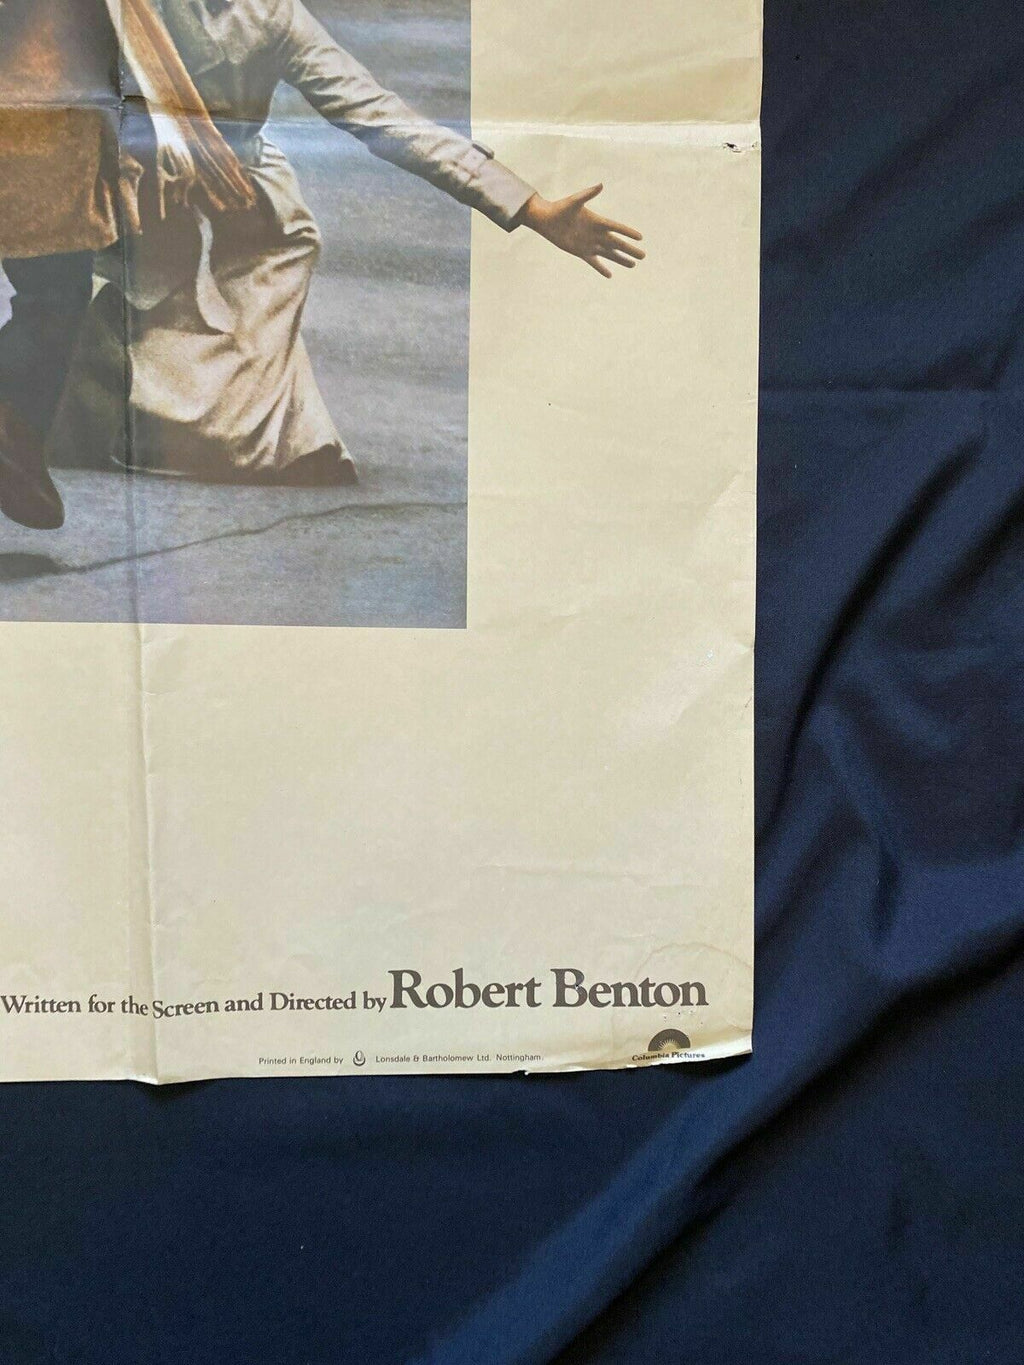 Written for the Screen and Directed by Robert Benton
Printed in England by Lonsdale & Bartholomew Ltd. Nottingham.
Columbia Pictures